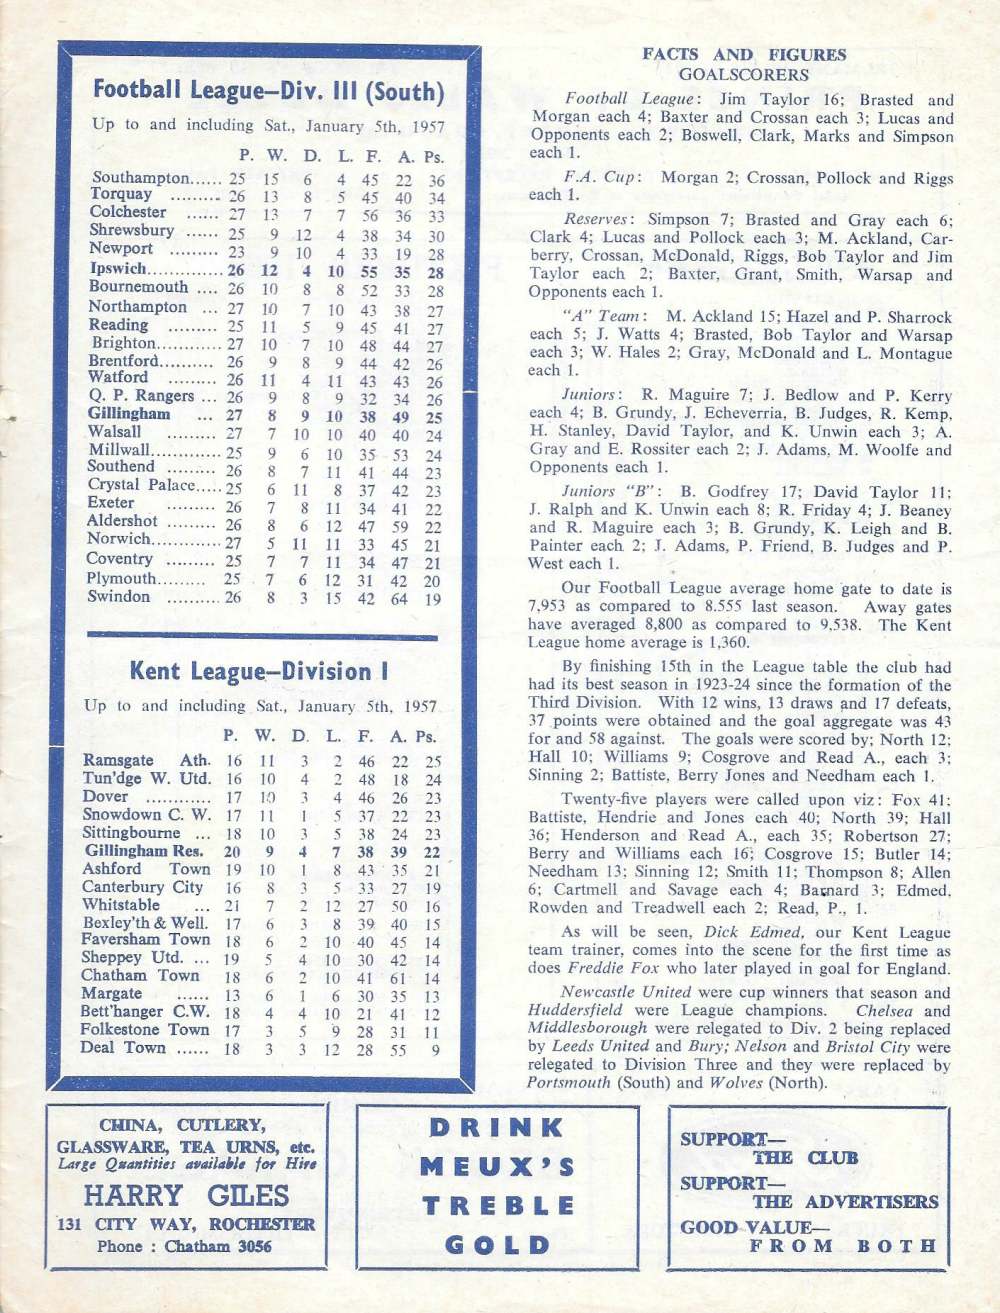 Football League—Div. III (South)
Up to and including Sat., January 5th, 1957
P. W. D. L. F. A. Ps.
Southampton...... 25 15 6 4 45 22 36
Torquay ......... 26 13 8 5 45 40 34
Colchester ...... 27 13 7 7 56 36 33
Shrewsbury ...... 25 9 12 4 38 34 30
Newport ......... 23 9 10 4 33 19 28
Ipswich............. 26 12 4 10 55 35 28
Bournemouth .... 26 10 8 8 52 33 28
Northampton ... 27 10 7 10 43 38 27
Reading ......... 25 11 5 9 45 41 27
Brighton............ 27 10 7 10 48 44 27
Brentford.......... 26 9 8 9 44 42 26
Watford ......... 26 11 4 11 43 43 26
Q. P. Rangers ... 26 9 8 9 32 34 26
Gillingham ... 27 8 9 10 38 49 25
Walsall ......... 27 7 10 10 40 40 24
Millwall............. 25 9 6 10 35 53 24
Southend ......... 26 8 7 11 41 44 23
Crystal Palace..... 25 6 11 8 37 42 23
Exeter ......... 26 7 8 11 34 41 22
Aldershot ......... 26 8 6 12 47 59 22
Norwich............. 27 5 11 11 33 45 21
Coventry ......... 25 7 7 11 34 47 21
Plymouth......... 25 7 6 12 31 42 20
Swindon .......... 26 8 3 15 42 64 19
Kent League—Division I
Up to and including Sat., January 5th, 1957
P. W. D. L. F. A. Ps.
Ramsgate Ath. 16 11 3 2 46 22 25
Tun'dge W. Utd. 16 10 4 2 48 18 24
Dover ............ 17 10 3 4 46 26 23
Snowdown C. W. 17 11 1 5 37 22 23
Sittingbourne ... 18 10 3 5 38 24 23
Gillingham Res. 20 9 4 7 38 39 22
Ashford Town 19 10 1 8 43 35 21
Canterbury City 16 8 3 5 33 27 19
Whitstable ... 21 7 2 12 27 50 16
Bexley'th & Well. 17 6 3 8 39 40 15
Faversham Town 18 6 2 10 40 45 14
Sheppey Utd. ... 19 5 4 10 30 42 14
Chatham Town 18 6 2 10 41 61 14
Margate ...... 13 6 1 6 30 35 13
Bett'hanger C.W. 18 4 4 10 21 41 12
Folkestone Town 17 3 5 9 28 31 11
Deal Town ...... 18 3 3 12 28 55 9
FACTS AND FIGURES
GOALSCORERS
Football League: Jim Taylor 16; Brasted and
Morgan each 4; Baxter and Crossan each 3; Lucas and
Opponents each 2; Boswell, Clark, Marks and Simpson
each 1.
F.A. Cup: Morgan 2; Crossan, Pollock and Riggs
each 1.
Reserves: Simpson 7; Brasted and Gray each 6;
Clark 4; Lucas and Pollock each 3; M. Ackland, Car-
berry, Crossan, McDonald, Riggs, Bob Taylor and Jim
Taylor each 2; Baxter, Grant, Smith, Warsap and
Opponents each 1.
"A" Team: M. Ackland 15; Hazel and P. Sharrock
each 5; J. Watts 4; Brasted, Bob Taylor and Warsap
each 3; W. Hales 2; Gray, McDonald and L. Montague
each 1.
Juniors: R. Maguire 7; J. Bedlow and P. Kerry
each 4; B. Grundy, J. Echeverria, B. Judges, R. Kemp,
H. Stanley, David Taylor, and K. Unwin each 3; A.
Gray and E. Rossiter each 2; J. Adams, M. Woolfe and
Opponents each 1.
Juniors "B": B. Godfrey 17; David Taylor 11;
J. Ralph and K. Unwin each 8; R. Friday 4; J. Beaney
and R. Maguire each 3; B. Grundy, K. Leigh and B.
Painter each 2; J. Adams, P. Friend, B. Judges and P.
West each 1.
Our Football League average home gate to date is
7,953 as compared to 8.555 last season. Away gates
have averaged 8,800 as compared to 9,538. The Kent
League home average is 1,360.
By finishing 15th in the League table the club had
had its best season in 1923-24 since the formation of the
Third Division. With 12 wins, 13 draws and 17 defeats,
37 points were obtained and the goal aggregate was 43
for and 58 against. The goals were scored by; North 12;
Hall 10; Williams 9; Cosgrove and Read A., each 3;
Sinning 2; Battiste, Berry Jones and Needham each 1.
Twenty-five players were called upon viz: Fox 41;
Battiste, Hendrie and Jones each 40; North 39; Hall
36; Henderson and Read A., each 35; Robertson 27;
Berry and Williams each 16; Cosgrove 15; Butler 14;
Needham 13; Sinning 12; Smith 11; Thompson 8; Allen
6; Cartmell and Savage each 4; Barnard 3; Edmed,
Rowden and Treadwell each 2; Read, P., 1.
As will be seen, Dick Edmed, our Kent League
team trainer, comes into the scene for the first time as
does Freddie Fox who later played in goal for England.
Newcastle United were cup winners that season and
Huddersfield were League champions. Chelsea and
Middlesborough were relegated to Div. 2 being replaced
by Leeds United and Bury; Nelson and Bristol City were
relegated to Division Three and they were replaced by
Portsmouth (South) and Wolves (North).
CHINA, CUTLERY,
GLASSWARE, TEA URNS, etc.
Large Quantities available for Hire
HARRY GILES
131 CITY WAY, ROCHESTER
Phone : Chatham 3056
DRINK
MEUX'S
TREBLE
GOLD
SUPPORT—
THE CLUB
SUPPORT—
THE ADVERTISERS
GOOD VALUE—
FROM BOTH